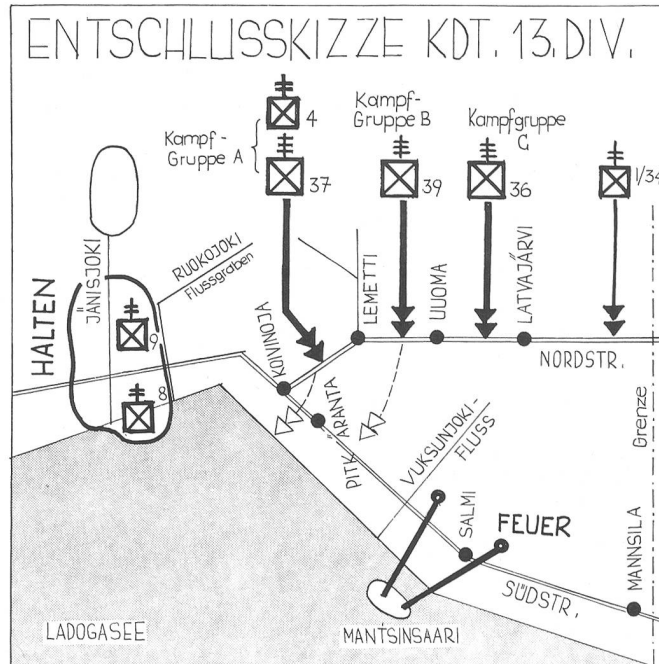 ENTSCHLUSSKIZZE KDT. 13. DIV.
4
Kampf-
Gruppe A
37
Kampf-
Gruppe B
39
Kampfgruppe
C
36
1/34
JÄNISJOKI
RUOKOJOKI
Flussgraben
HALTEN
9
8
KOIVINOJA
LEMETTI
UUOMA
LATVAJÄRVI
NORDSTR.
PITKÄRANTA
VUKSUNJOKI-
FLUSS
Grenze
SALMI
FEUER
SÜDSTR.
MANNSILA
LADOGASEE
MANTSINSAARI